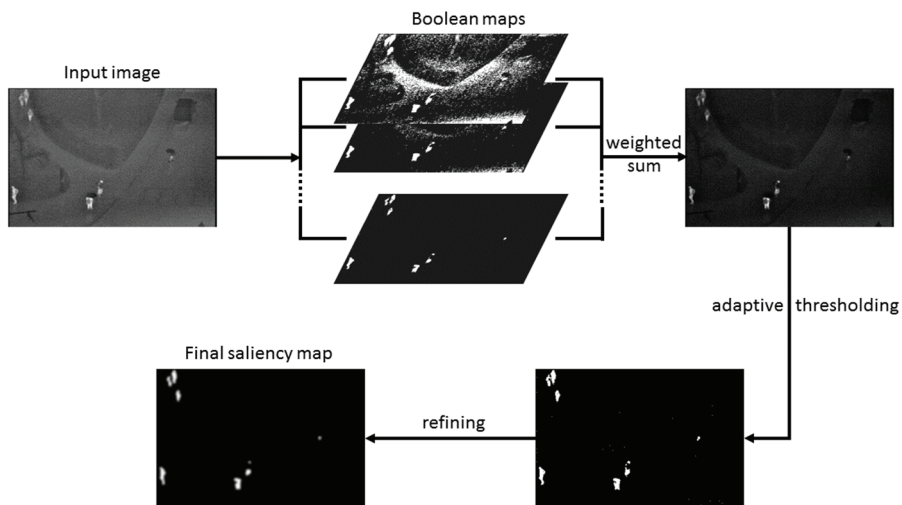 Boolean maps
Input image
weighted
sum
adaptive thresholding
Final saliency map
refining